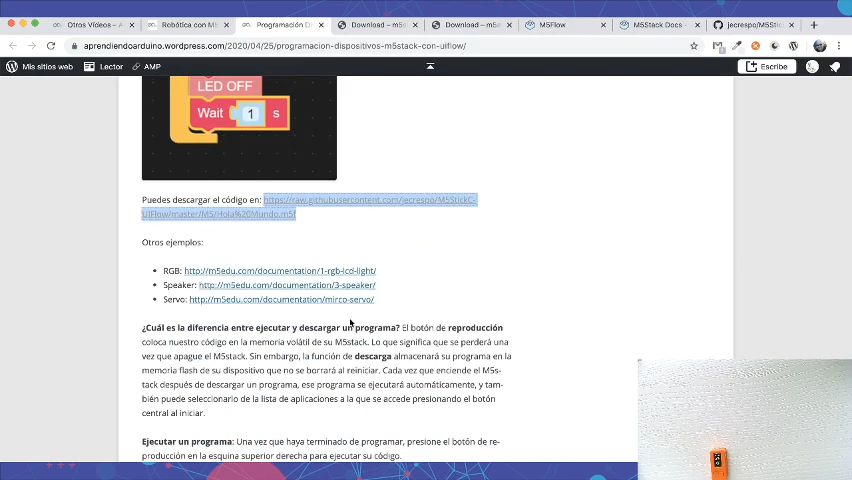 Otros Vídeos – A
Robótica con M5
Programación Di
Download – m5d
Download – m5e
M5Flow
M5Stack Docs -
jecrespo/M5Stic
aprendiendoarduino.wordpress.com/2020/04/25/programacion-dispositivos-m5stack-con-uiflow/
Mis sitios web Lector AMP Escribe
LED OFF
Wait 1 s
Puedes descargar el código en: https://raw.githubusercontent.com/jecrespo/M5StickC-
UIFlow/master/M5/Hola%20Mundo.m5f
Otros ejemplos:
• RGB: http://m5edu.com/documentation/1-rgb-lcd-light/
• Speaker: http://m5edu.com/documentation/3-speaker/
• Servo: http://m5edu.com/documentation/mirco-servo/
¿Cuál es la diferencia entre ejecutar y descargar un programa? El botón de reproducción
coloca nuestro código en la memoria volátil de su M5stack. Lo que significa que se perderá una
vez que apague el M5stack. Sin embargo, la función de descarga almacenará su programa en la
memoria flash de su dispositivo que no se borrará al reiniciar. Cada vez que enciende el M5s-
tack después de descargar un programa, ese programa se ejecutará automáticamente, y tam-
bién puede seleccionarlo de la lista de aplicaciones a la que se accede presionando el botón
central al iniciar.
Ejecutar un programa: Una vez que haya terminado de programar, presione el botón de re-
producción en la esquina superior derecha para ejecutar su código.